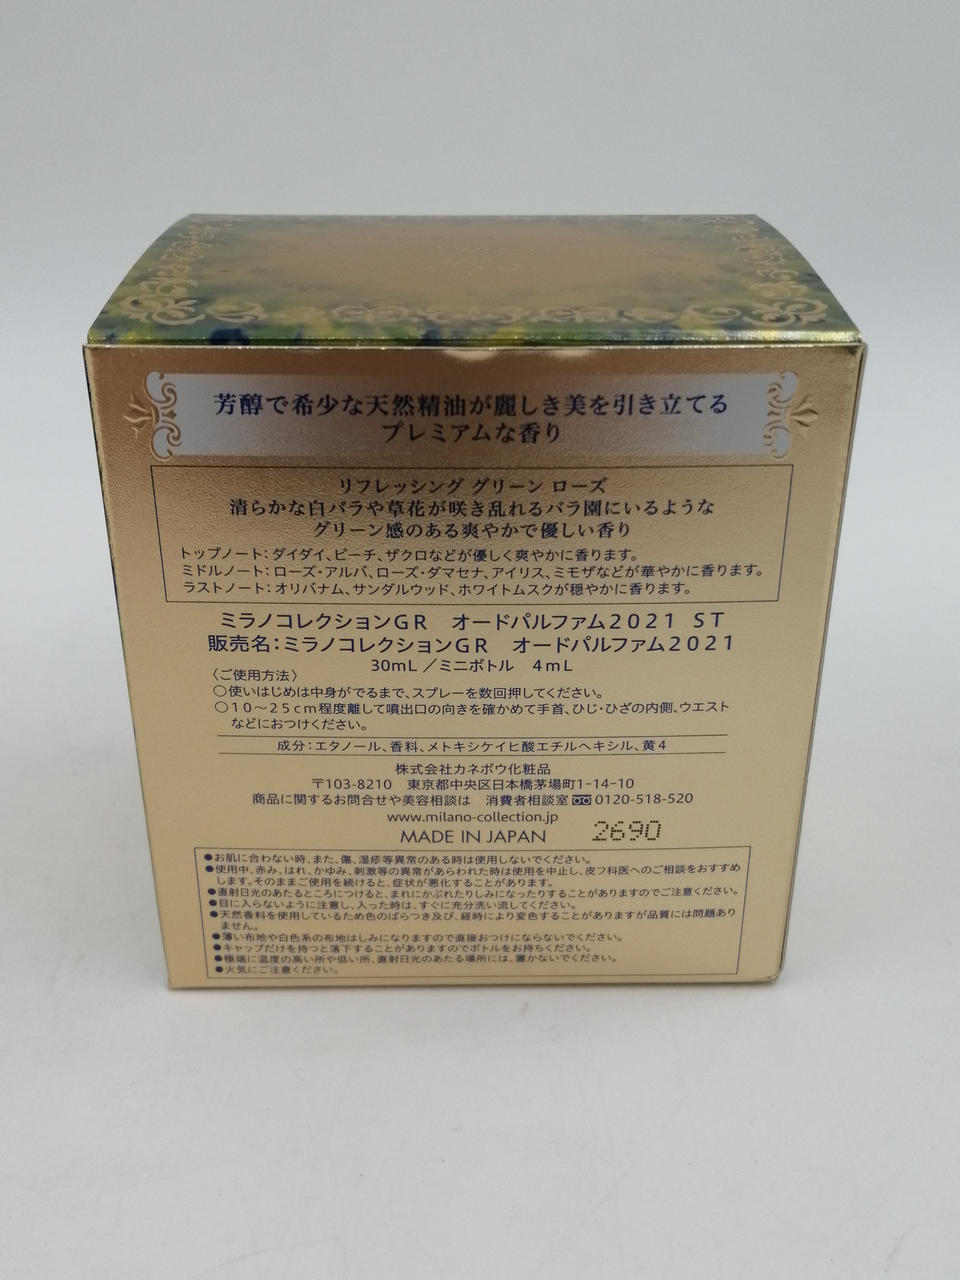 芳醇で希少な天然精油が麗しき美を引き立てる
プレミアムな香り
リフレッシング グリーン ローズ
清らかな白バラや草花が咲き乱れるバラ園にいるような
グリーン感のある爽やかで優しい香り
トップノート：ダイダイ、ピーチ、ザクロなどが優しく爽やかに香ります。
ミドルノート：ローズ・アルバ、ローズ・ダマセナ、アイリス、ミモザなどが華やかに香ります。
ラストノート：オリバナム、サンダルウッド、ホワイトムスクが穏やかに香ります。
ミラノコレクションGR オードパルファム2021 ST
販売名：ミラノコレクションGR オードパルファム2021
30mL／ミニボトル 4mL
〈ご使用方法〉
○使いはじめは中身がでるまで、スプレーを数回押してください。
○10～25cm程度離して噴出口の向きを確かめて手首、ひじ・ひざの内側、ウエスト
などにおつけください。
成分：エタノール、香料、メトキシケイヒ酸エチルヘキシル、黄4
株式会社カネボウ化粧品
〒103-8210 東京都中央区日本橋茅場町1-14-10
商品に関するお問合せや美容相談は 消費者相談室 0120-518-520
www.milano-collection.jp
MADE IN JAPAN 2690
●お肌に合わない時、また、傷、湿疹等異常のある時は使用しないでください。
●使用中、赤み、はれ、かゆみ、刺激等の異常があらわれた時は使用を中止し、皮フ科医へのご相談をおすすめ
します。そのままご使用を続けると、症状が悪化することがあります。
●直射日光のあたるところにつけると、まれにかぶれたりしみになったりすることがありますのでご注意ください。
●目に入らないように注意し、入った時は、すぐに充分洗い流してください。
●天然香料を使用しているため色のばらつき及び、経時により変色することがありますが品質には問題あり
ません。
●薄い布地や白色系の布地はしみになりますので直接おつけにならないでください。
●キャップだけを持つと落下することがありますのでボトルをお持ちください。
●極端に温度の高い所や低い所、直射日光のあたる場所には、置かないでください。
●火気にご注意ください。